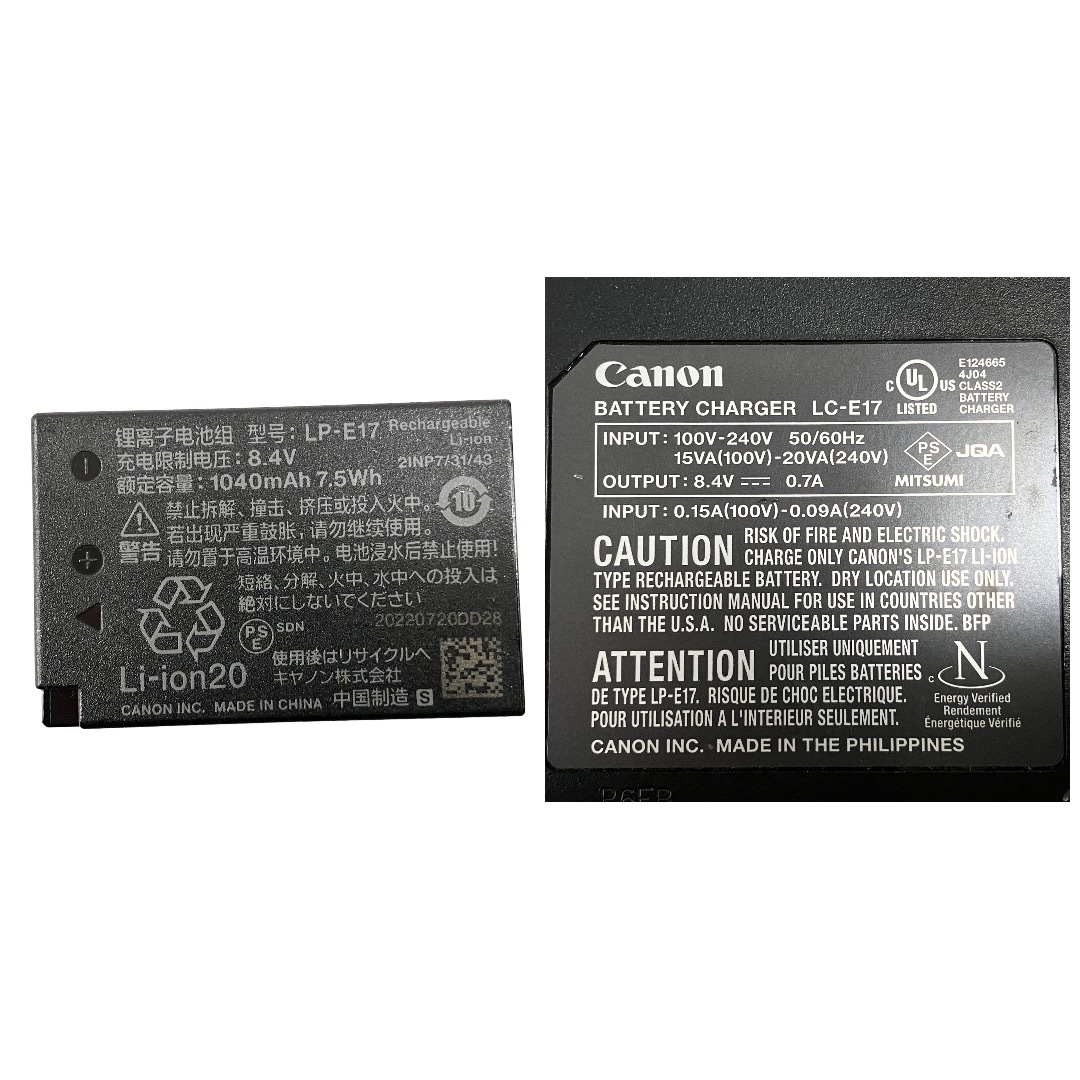 锂离子电池组 型号: LP-E17 Rechargeable Li-ion
充电限制电压: 8.4V 2INP7/31/43
额定容量: 1040mAh 7.5Wh
10
禁止拆解、撞击、挤压或投入火中。
若出现严重鼓胀,请勿继续使用。
警告 请勿置于高温环境中。电池浸水后禁止使用!
短絡、分解、火中、水中への投入は
絶対にしないでください
PSE SDN 20220720DD28
Li-ion20 使用後はリサイクルへ
キヤノン株式会社
CANON INC. MADE IN CHINA 中国制造 S
Canon
C UL US LISTED
E124665
4J04
CLASS2
BATTERY
CHARGER
BATTERY CHARGER LC-E17
INPUT: 100V-240V 50/60Hz
15VA(100V)-20VA(240V)
OUTPUT: 8.4V ⎓ 0.7A
PSE JQA
MITSUMI
INPUT: 0.15A(100V)-0.09A(240V)
CAUTION RISK OF FIRE AND ELECTRIC SHOCK.
CHARGE ONLY CANON'S LP-E17 LI-ION
TYPE RECHARGEABLE BATTERY. DRY LOCATION USE ONLY.
SEE INSTRUCTION MANUAL FOR USE IN COUNTRIES OTHER
THAN THE U.S.A. NO SERVICEABLE PARTS INSIDE. BFP
ATTENTION UTILISER UNIQUEMENT
POUR PILES BATTERIES
DE TYPE LP-E17. RISQUE DE CHOC ELECTRIQUE.
POUR UTILISATION A L'INTERIEUR SEULEMENT.
C N
Energy Verified
Rendement
Énergétique Vérifié
CANON INC. MADE IN THE PHILIPPINES